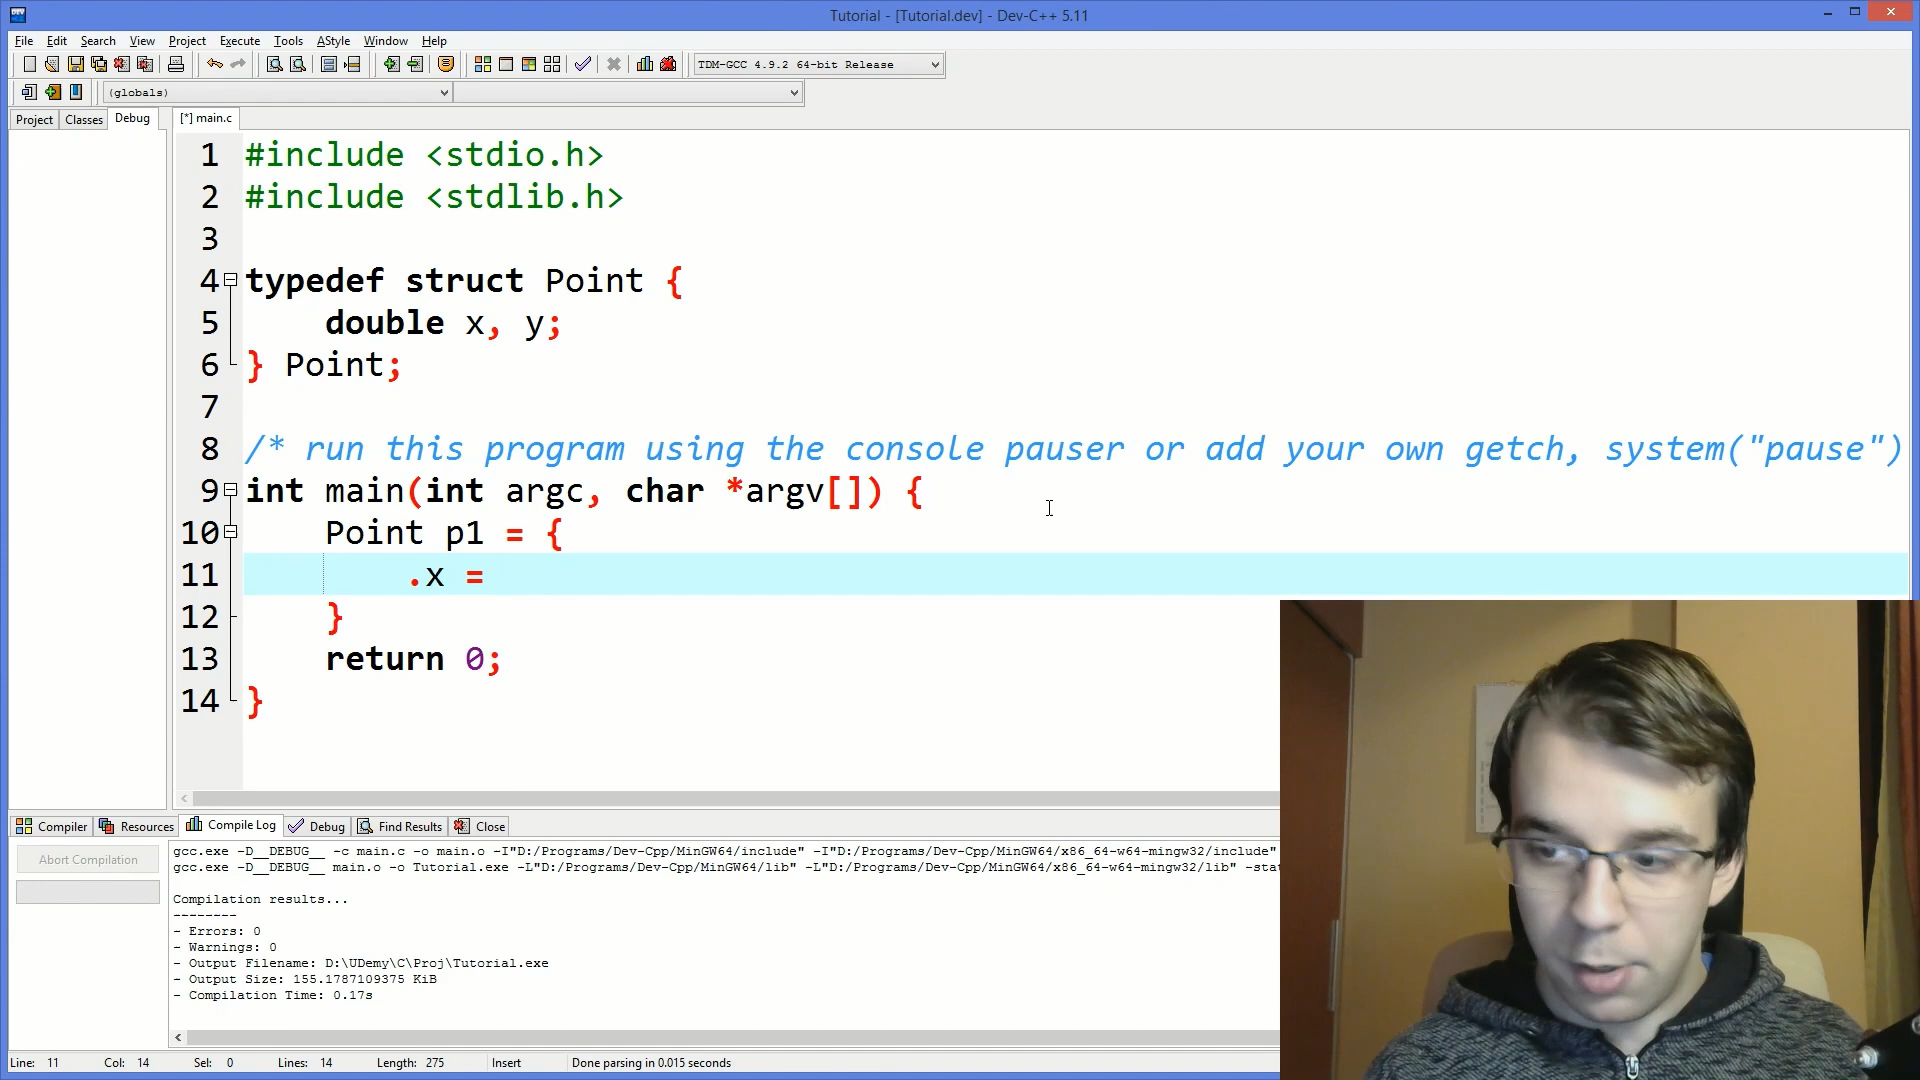 Tutorial - [Tutorial.dev] - Dev-C++ 5.11
File Edit Search View Project Execute Tools AStyle Window Help
TDM-GCC 4.9.2 64-bit Release
(globals)
Project Classes Debug [*] main.c
1 #include <stdio.h>
2 #include <stdlib.h>
3
4 typedef struct Point {
5 double x, y;
6 } Point;
7
8 /* run this program using the console pauser or add your own getch, system("pause")
9 int main(int argc, char *argv[]) {
10 Point p1 = {
11 .x =
12 }
13 return 0;
14 }
Compiler Resources Compile Log Debug Find Results Close
Abort Compilation
gcc.exe -D__DEBUG__ -c main.c -o main.o -I"D:/Programs/Dev-Cpp/MinGW64/include" -I"D:/Programs/Dev-Cpp/MinGW64/x86_64-w64-mingw32/include"
gcc.exe -D__DEBUG__ main.o -o Tutorial.exe -L"D:/Programs/Dev-Cpp/MinGW64/lib" -L"D:/Programs/Dev-Cpp/MinGW64/x86_64-w64-mingw32/lib" -sta
Compilation results...
--------
- Errors: 0
- Warnings: 0
- Output Filename: D:\UDemy\C\Proj\Tutorial.exe
- Output Size: 155.1787109375 KiB
- Compilation Time: 0.17s
Line: 11 Col: 14 Sel: 0 Lines: 14 Length: 275 Insert Done parsing in 0.015 seconds